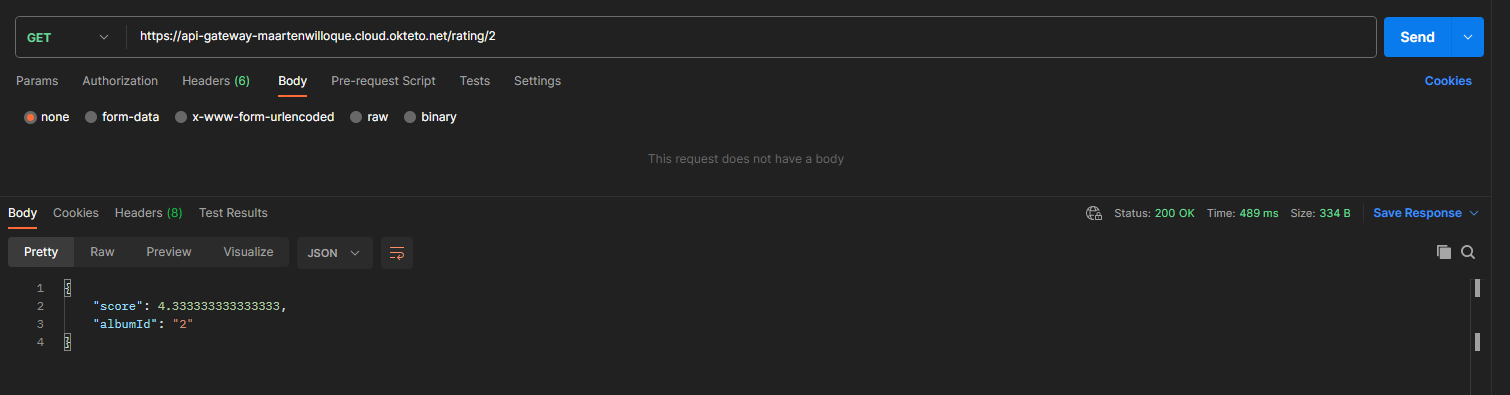 GET https://api-gateway-maartenwilloque.cloud.okteto.net/rating/2 Send
Params Authorization Headers (6) Body Pre-request Script Tests Settings Cookies
none form-data x-www-form-urlencoded raw binary
This request does not have a body
Body Cookies Headers (8) Test Results Status: 200 OK Time: 489 ms Size: 334 B Save Response
Pretty Raw Preview Visualize JSON
1 {
2 "score": 4.333333333333333,
3 "albumId": "2"
4 }